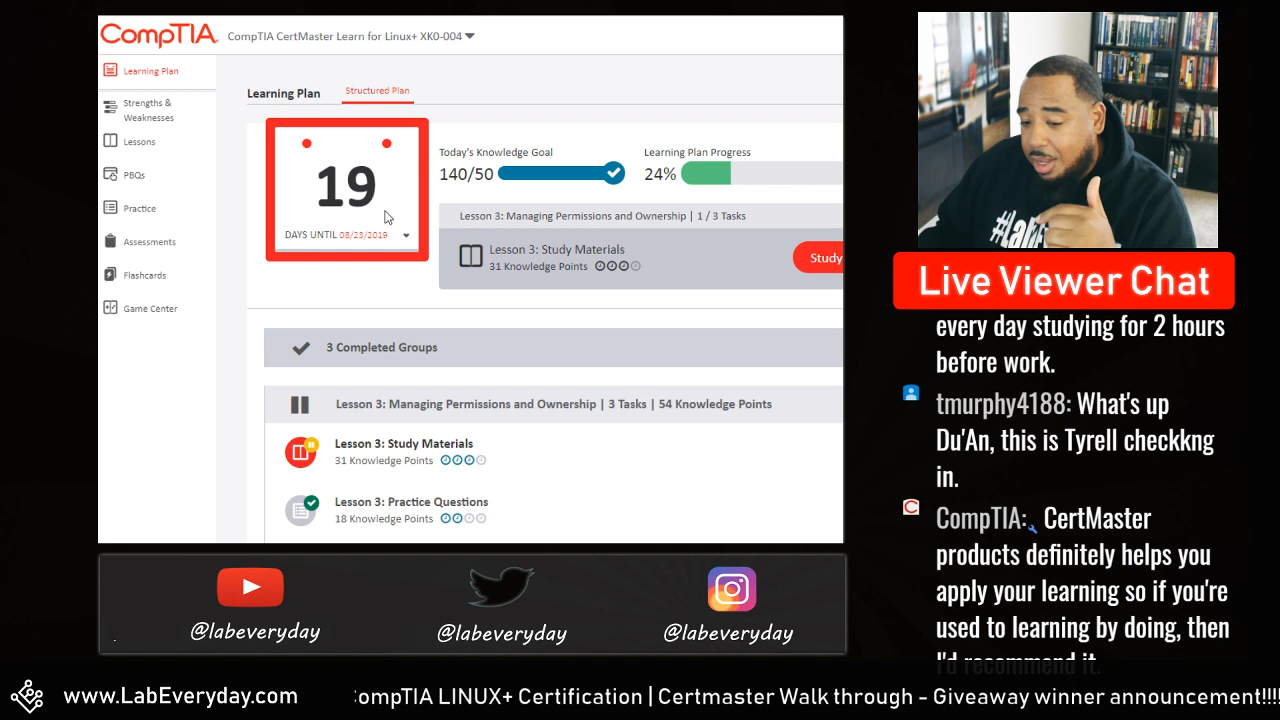 CompTIA.
CompTIA CertMaster Learn for Linux+ XK0-004
Learning Plan
Strengths &
Weaknesses
Lessons
PBQs
Practice
Assessments
Flashcards
Game Center
Learning Plan
Structured Plan
19
DAYS UNTIL 08/23/2019
Today's Knowledge Goal
140/50
Learning Plan Progress
24%
Lesson 3: Managing Permissions and Ownership | 1 / 3 Tasks
Lesson 3: Study Materials
31 Knowledge Points
Study
3 Completed Groups
Lesson 3: Managing Permissions and Ownership | 3 Tasks | 54 Knowledge Points
Lesson 3: Study Materials
31 Knowledge Points
Lesson 3: Practice Questions
18 Knowledge Points
Live Viewer Chat
every day studying for 2 hours
before work.
tmurphy4188: What's up
Du'An, this is Tyrell checkkng
in.
CompTIA: CertMaster
products definitely helps you
apply your learning so if you're
used to learning by doing, then
I'd recommend it.
@labeveryday
@labeveryday
@labeveryday
www.LabEveryday.com
CompTIA LINUX+ Certification | Certmaster Walk through - Giveaway winner announcement!!!!